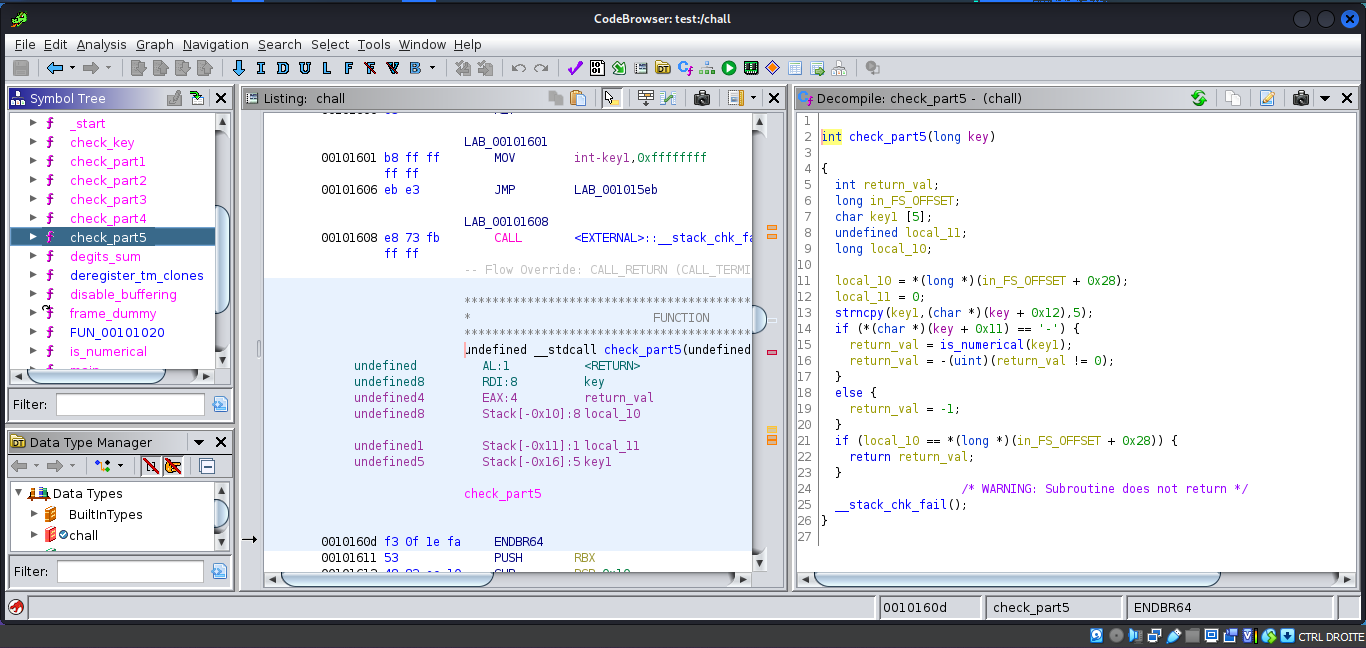 CodeBrowser: test:/chall
File Edit Analysis Graph Navigation Search Select Tools Window Help
Symbol Tree
_start
check_key
check_part1
check_part2
check_part3
check_part4
check_part5
degits_sum
deregister_tm_clones
disable_buffering
frame_dummy
FUN_00101020
is_numerical
Filter:
Data Type Manager
Data Types
BuiltInTypes
chall
Filter:
Listing: chall
LAB_00101601
00101601 b8 ff ff MOV int-key1,0xffffffff
ff ff
00101606 eb e3 JMP LAB_001015eb
LAB_00101608
00101608 e8 73 fb CALL <EXTERNAL>::__stack_chk_fa
ff ff
-- Flow Override: CALL_RETURN (CALL_TERMI
*****************************************
* FUNCTION
*****************************************
undefined __stdcall check_part5(undefined
undefined AL:1 <RETURN>
undefined8 RDI:8 key
undefined4 EAX:4 return_val
undefined8 Stack[-0x10]:8 local_10
undefined1 Stack[-0x11]:1 local_11
undefined5 Stack[-0x16]:5 key1
check_part5
0010160d f3 0f 1e fa ENDBR64
00101611 53 PUSH RBX
Decompile: check_part5 - (chall)
1
2 int check_part5(long key)
3
4 {
5 int return_val;
6 long in_FS_OFFSET;
7 char key1 [5];
8 undefined local_11;
9 long local_10;
10
11 local_10 = *(long *)(in_FS_OFFSET + 0x28);
12 local_11 = 0;
13 strncpy(key1,(char *)(key + 0x12),5);
14 if (*(char *)(key + 0x11) == '-') {
15 return_val = is_numerical(key1);
16 return_val = -(uint)(return_val != 0);
17 }
18 else {
19 return_val = -1;
20 }
21 if (local_10 == *(long *)(in_FS_OFFSET + 0x28)) {
22 return return_val;
23 }
24 /* WARNING: Subroutine does not return */
25 __stack_chk_fail();
26 }
27
0010160d check_part5 ENDBR64
CTRL DROITE